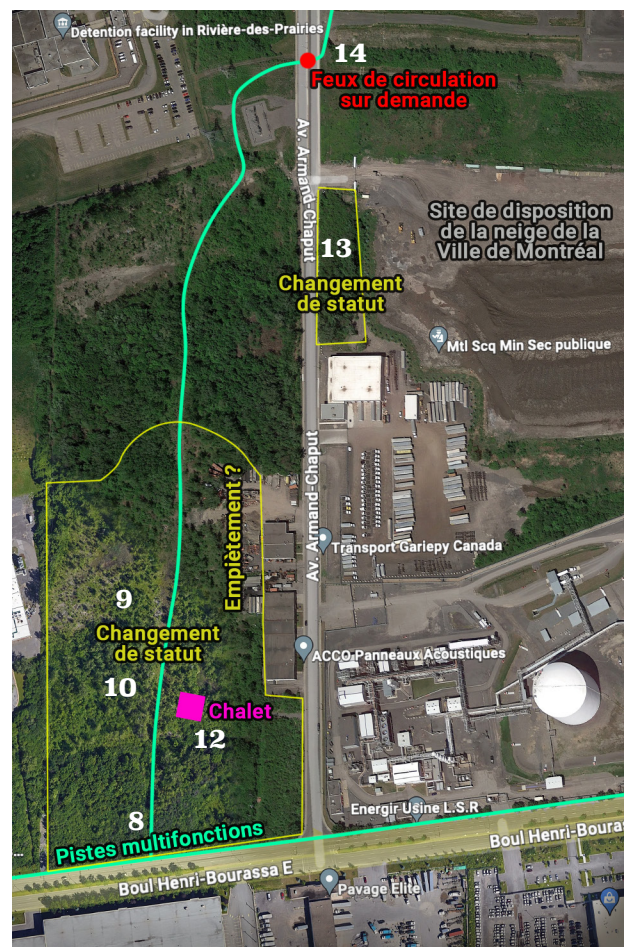 Detention facility in Rivière-des-Prairies
14
Feux de circulation
sur demande
Av. Armand-Chaput
Site de disposition
de la neige de la
Ville de Montréal
13
Changement
de statut
Mtl Scq Min Sec publique
Av. Armand-Chaput
Empiètement ?
Transport Gariepy Canada
9
Changement
de statut
ACCO Panneaux Acoustiques
10
Chalet
12
Energir Usine L.S.R
8
Pistes multifonctions
Boul Henri-Bourassa E
Boul Henri-Bouras
Pavage Elite
...